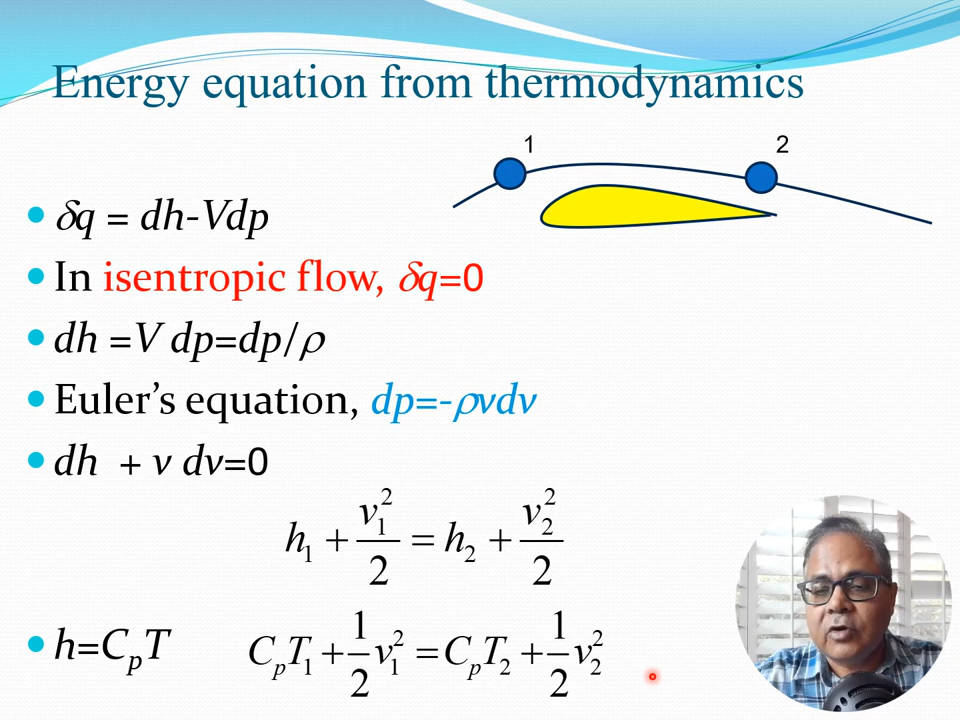 Energy equation from thermodynamics
1 2
δq = dh-Vdp
In isentropic flow, δq=0
dh =V dp=dp/ρ
Euler's equation, dp=-ρvdv
dh + v dv=0
h₁ + v₁²/2 = h₂ + v₂²/2
h=CₚT CₚT₁ + 1/2 v₁² = CₚT₂ + 1/2 v₂²